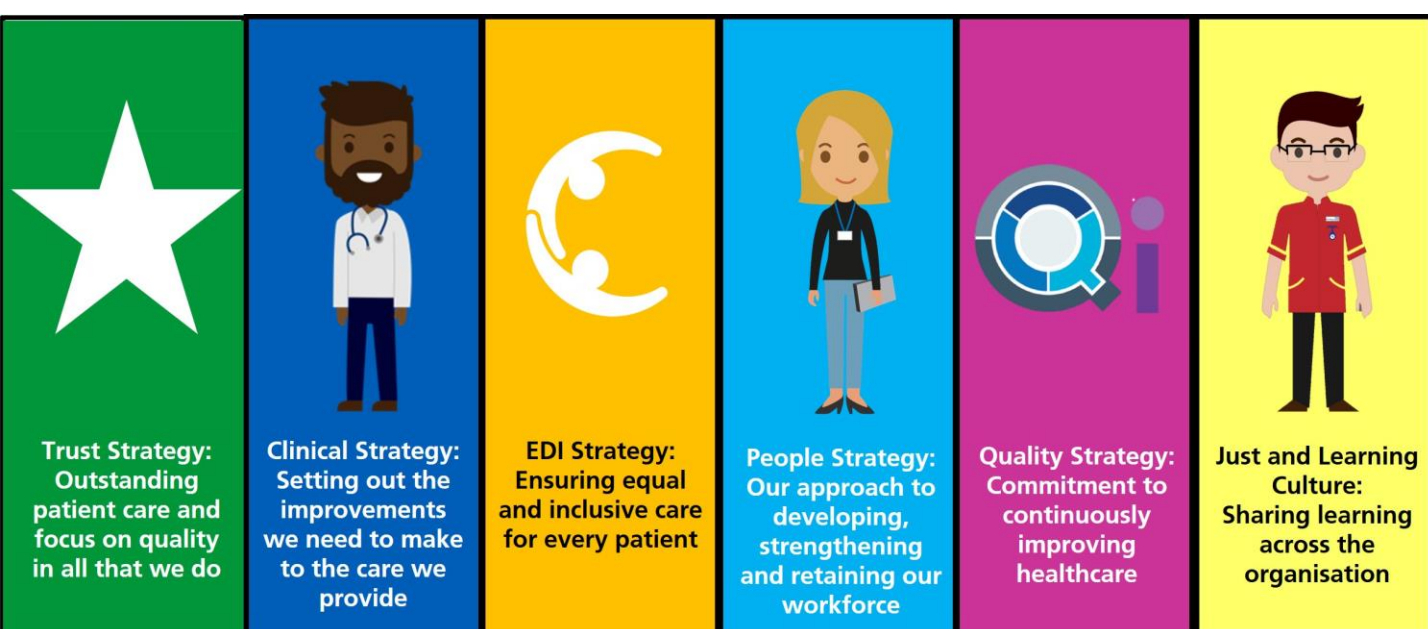 Trust Strategy:
Outstanding
patient care and
focus on quality
in all that we do
Clinical Strategy:
Setting out the
improvements
we need to make
to the care we
provide
EDI Strategy:
Ensuring equal
and inclusive care
for every patient
People Strategy:
Our approach to
developing,
strengthening
and retaining our
workforce
Qi
Quality Strategy:
Commitment to
continuously
improving
healthcare
Just and Learning
Culture:
Sharing learning
across the
organisation